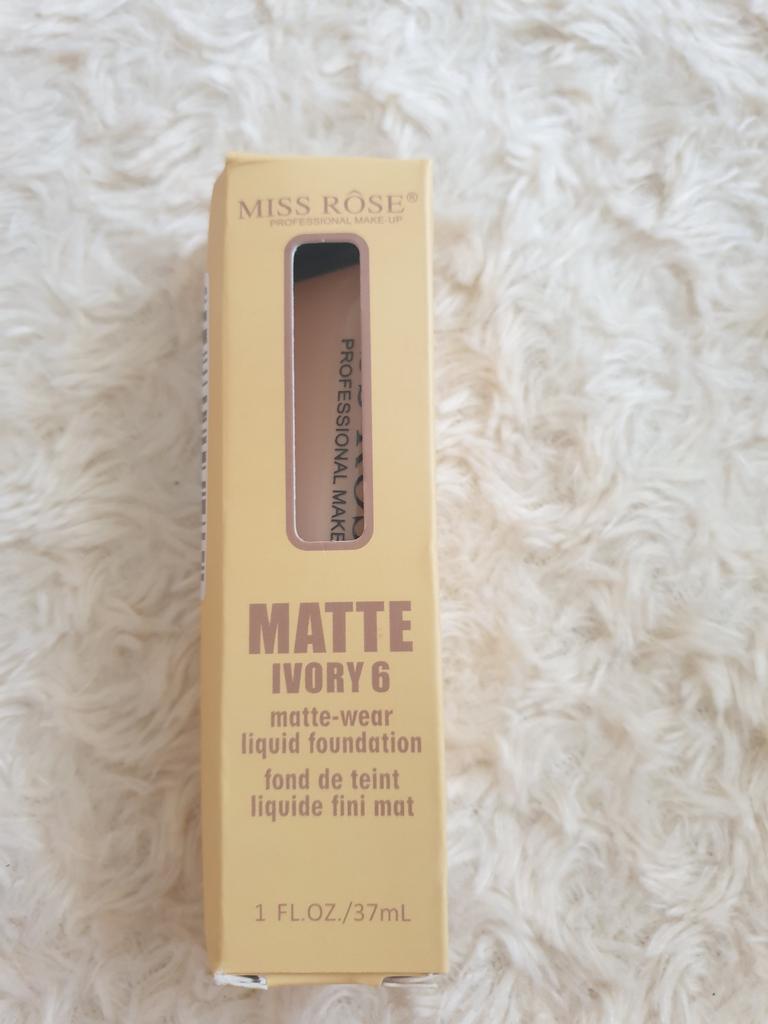 MISS RÔSE®
PROFESSIONAL MAKE-UP
PROFESSIONAL MAKE
MATTE
IVORY 6
matte-wear
liquid foundation
fond de teint
liquide fini mat
1 FL.OZ./37mL